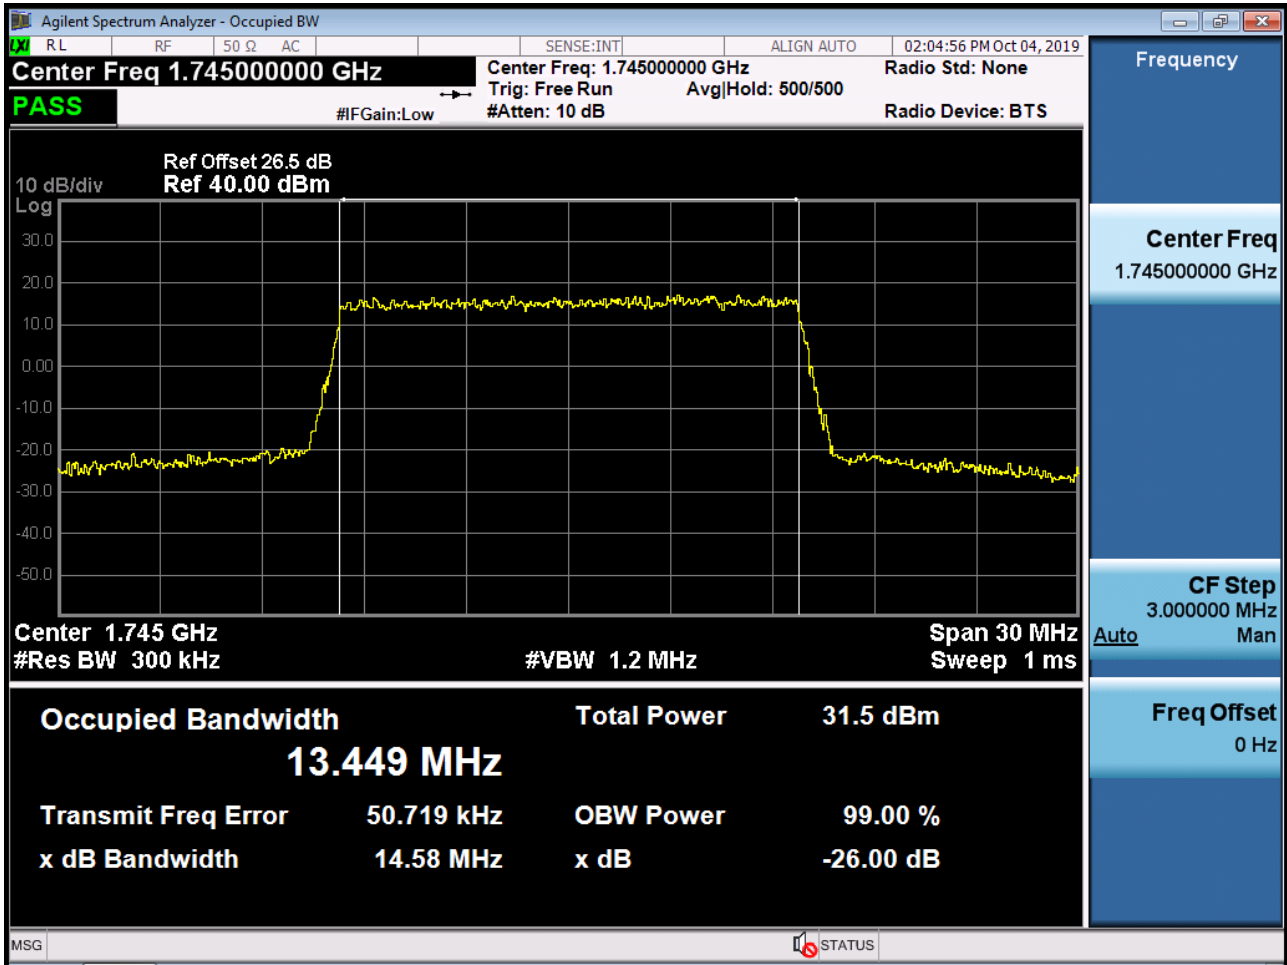 Agilent Spectrum Analyzer - Occupied BW
LXI RL RF 50 Ω AC SENSE:INT ALIGN AUTO 02:04:56 PM Oct 04, 2019
Center Freq 1.745000000 GHz
Center Freq: 1.745000000 GHz
Radio Std: None
Trig: Free Run
Avg|Hold: 500/500
PASS
#IFGain:Low
#Atten: 10 dB
Radio Device: BTS
Ref Offset 26.5 dB
10 dB/div
Ref 40.00 dBm
Log
30.0
20.0
10.0
0.00
-10.0
-20.0
-30.0
-40.0
-50.0
Center 1.745 GHz
Span 30 MHz
#Res BW 300 kHz
#VBW 1.2 MHz
Sweep 1 ms
Occupied Bandwidth
13.449 MHz
Total Power 31.5 dBm
Transmit Freq Error 50.719 kHz
OBW Power 99.00 %
x dB Bandwidth 14.58 MHz
x dB -26.00 dB
Frequency
Center Freq
1.745000000 GHz
CF Step
3.000000 MHz
Auto Man
Freq Offset
0 Hz
MSG
STATUS